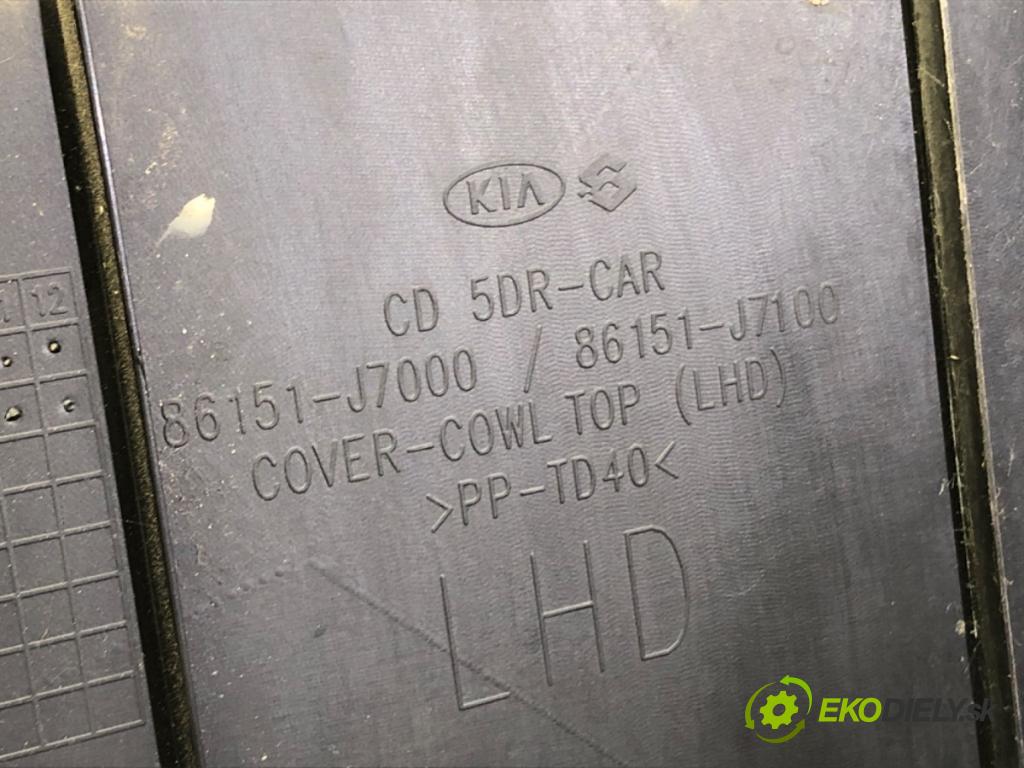 KIA
CD 5DR-CAR
86151-J7000 / 86151-J7100
COVER-COWL TOP (LHD)
>PP-TD40<
LHD
12
EKODIELY.sk